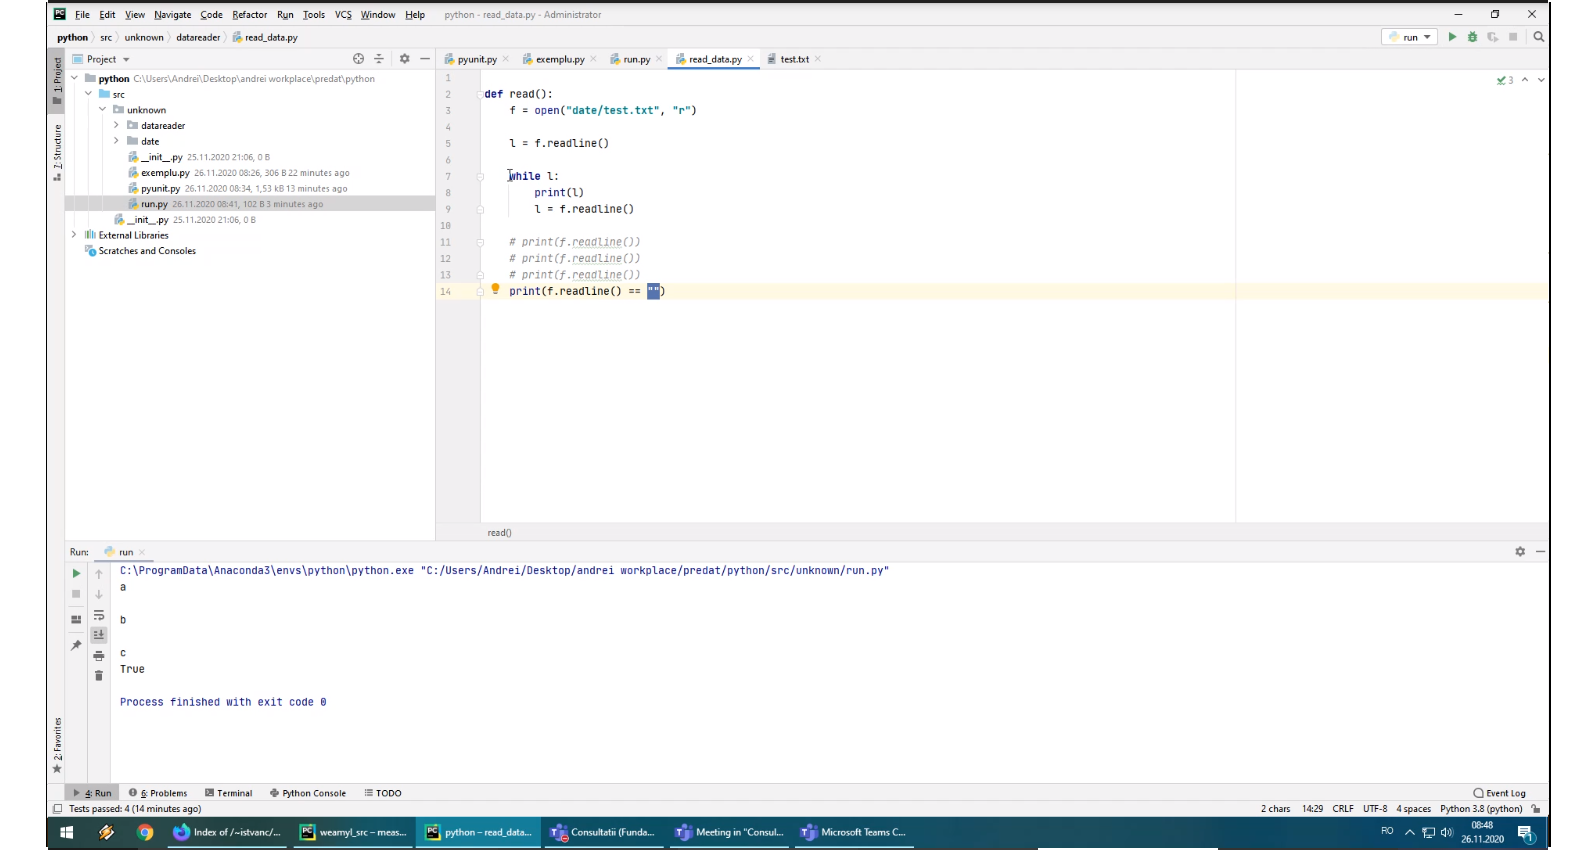 File Edit View Navigate Code Refactor Run Tools VCS Window Help python - read_data.py - Administrator
python src unknown datareader read_data.py run
1: Project
Project
pyunit.py exemplu.py run.py read_data.py test.txt
python C:\Users\Andrei\Desktop\andrei workplace\predat\python
src
unknown
datareader
date
__init__.py 25.11.2020 21:06, 0 B
exemplu.py 26.11.2020 08:26, 306 B 22 minutes ago
pyunit.py 26.11.2020 08:34, 1,53 kB 13 minutes ago
run.py 26.11.2020 08:41, 102 B 3 minutes ago
__init__.py 25.11.2020 21:06, 0 B
External Libraries
Scratches and Consoles
Z: Structure
1
2 def read():
3 f = open("date/test.txt", "r")
4
5 l = f.readline()
6
7 while l:
8 print(l)
9 l = f.readline()
10
11 # print(f.readline())
12 # print(f.readline())
13 # print(f.readline())
14 print(f.readline() == "")
3
read()
Run: run
C:\ProgramData\Anaconda3\envs\python\python.exe "C:/Users/Andrei/Desktop/andrei workplace/predat/python/src/unknown/run.py"
a
b
c
True
Process finished with exit code 0
2: Favorites
4: Run 6: Problems Terminal Python Console TODO Event Log
Tests passed: 4 (14 minutes ago) 2 chars 14:29 CRLF UTF-8 4 spaces Python 3.8 (python)
Index of /~istvanc/... weamyl_src – meas... python – read_data... Consultatii (Funda... Meeting in "Consul... Microsoft Teams C... RO 08:48
26.11.2020
1